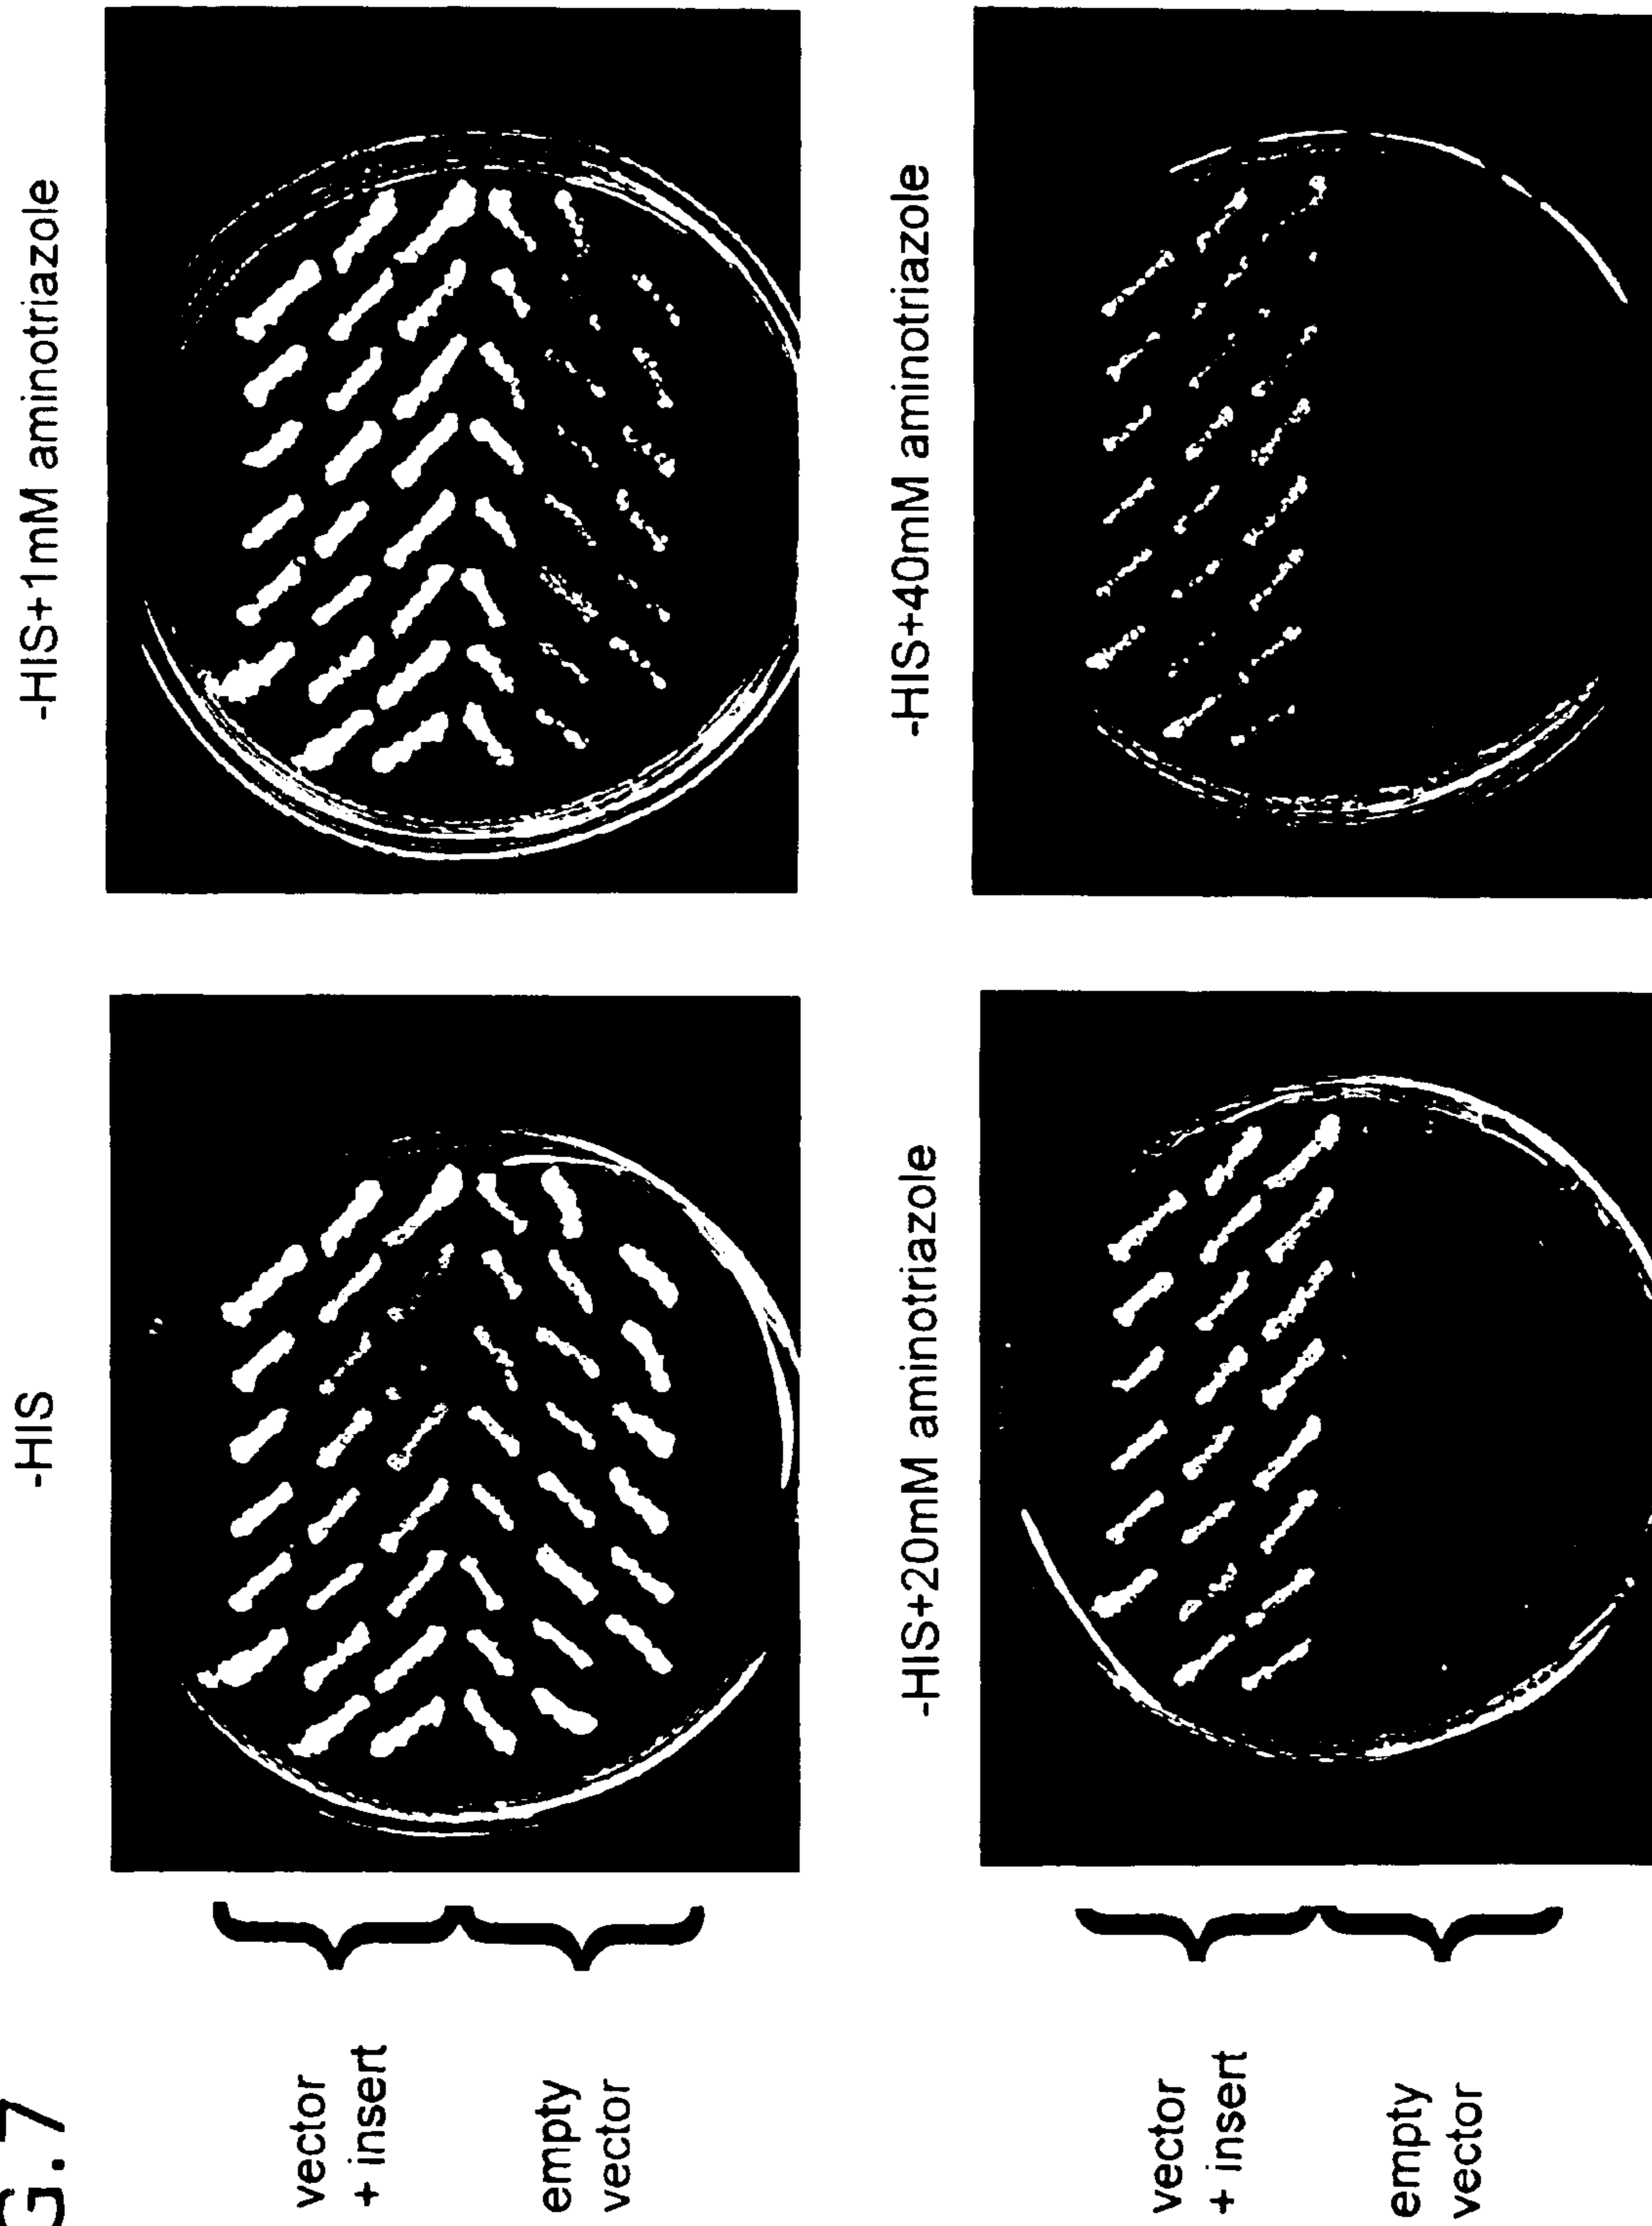 G.7
-HIS
-HIS+1mM aminotriazole
vector
+ insert
empty
vector
-HIS+20mM aminotriazole
-HIS+40mM aminotriazole
vector
+ insert
empty
vector